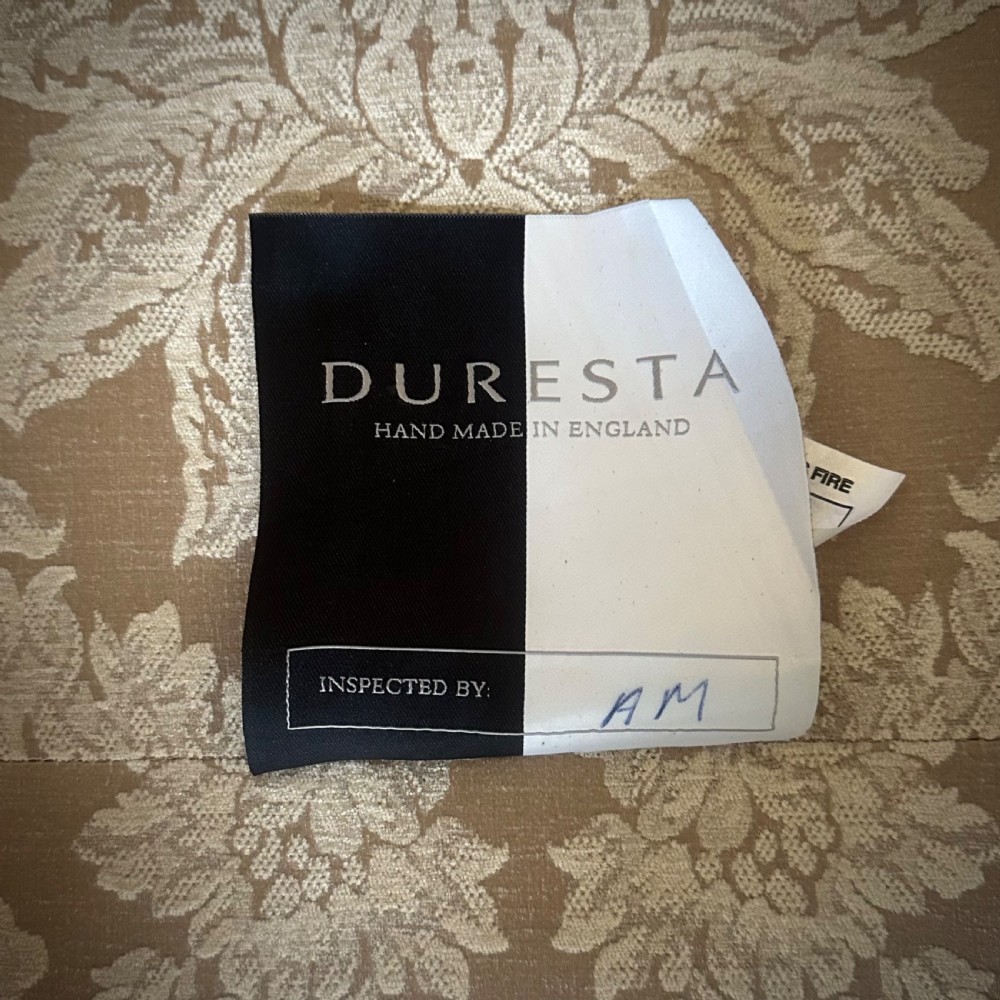 DURESTA
HAND MADE IN ENGLAND
FIRE
INSPECTED BY: AM